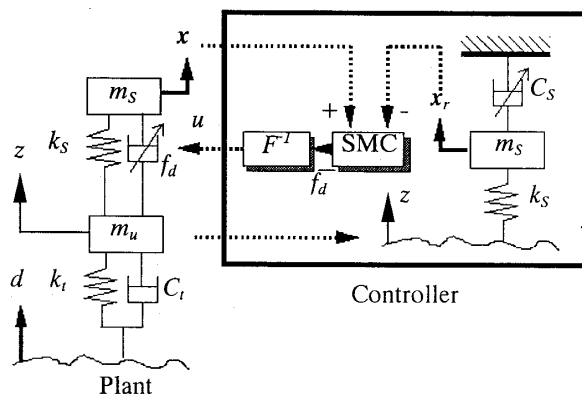 x
m_S
k_S
f_d
u
z
m_u
d
k_t
C_t
Plant
+
-
F^{-1}
SMC
f_d
x_r
C_S
m_S
z
k_S
Controller